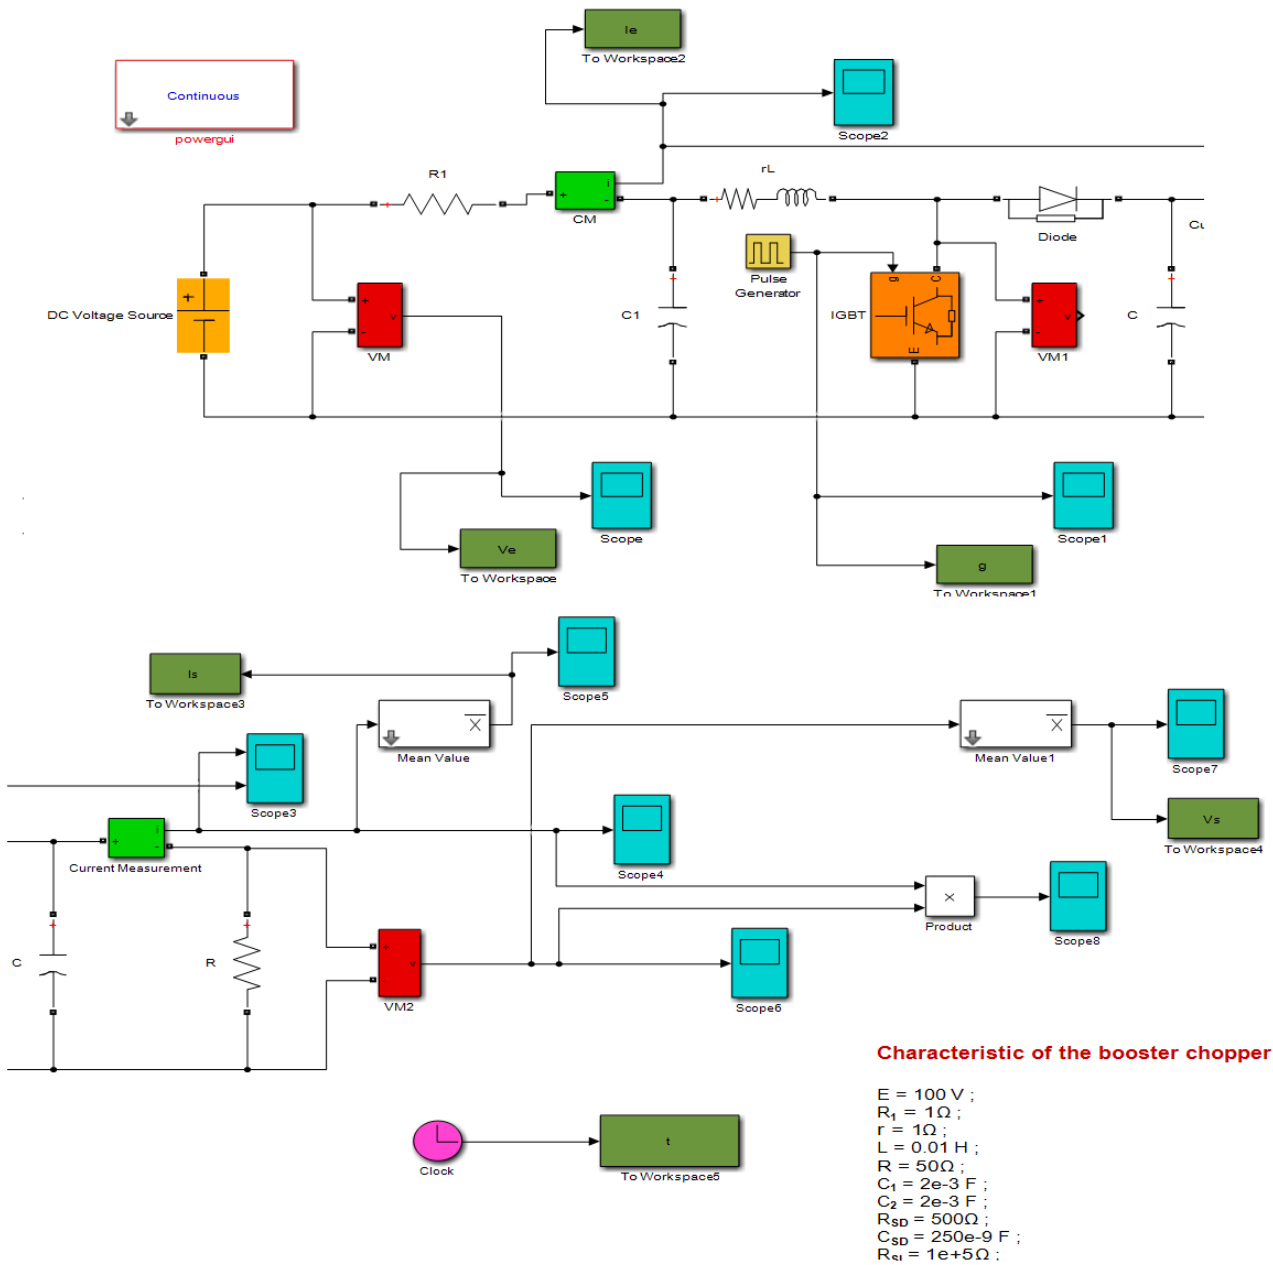 Ie
To Workspace2
Continuous
powergui
Scope2
R1
i
+
-
CM
rL
Diode
Pulse
Generator
DC Voltage Source
+
+
v
-
VM
C1
g
C
IGBT
E
+
v
-
VM1
C
Scope
Scope1
Ve
To Workspace
g
To Workspace1
Is
To Workspace3
Scope5
X
Mean Value
X
Mean Value1
Scope7
Scope3
Vs
To Workspace4
i
+
-
Current Measurement
Scope4
X
Product
Scope8
C
R
+
v
-
VM2
Scope6
Characteristic of the booster chopper
E = 100 V ;
R₁ = 1Ω ;
r = 1Ω ;
L = 0.01 H ;
R = 50Ω ;
C₁ = 2e-3 F ;
C₂ = 2e-3 F ;
R_SD = 500Ω ;
C_SD = 250e-9 F ;
= 1e+5Ω ;
Clock
t
To Workspace5